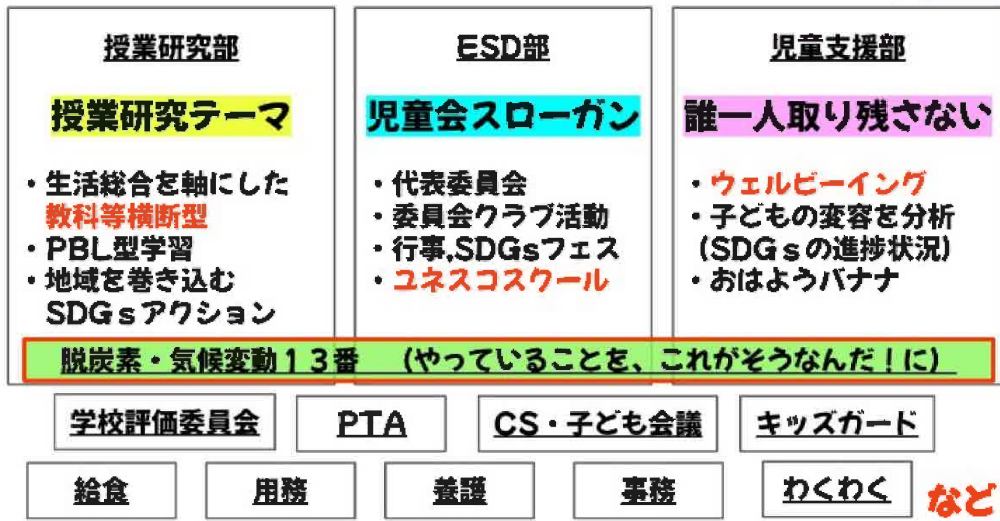 授業研究部
授業研究テーマ
・生活総合を軸にした
教科等横断型
・PBL型学習
・地域を巻き込む
SDGsアクション
ESD部
児童会スローガン
・代表委員会
・委員会クラブ活動
・行事,SDGsフェス
・ユネスコスクール
児童支援部
誰一人取り残さない
・ウェルビーイング
・子どもの変容を分析
(SDGsの進捗状況)
・おはようバナナ
脱炭素・気候変動13番 (やっていることを、これがそうなんだ!に)
学校評価委員会
PTA
CS・子ども会議
キッズガード
給食
用務
養護
事務
わくわく
など